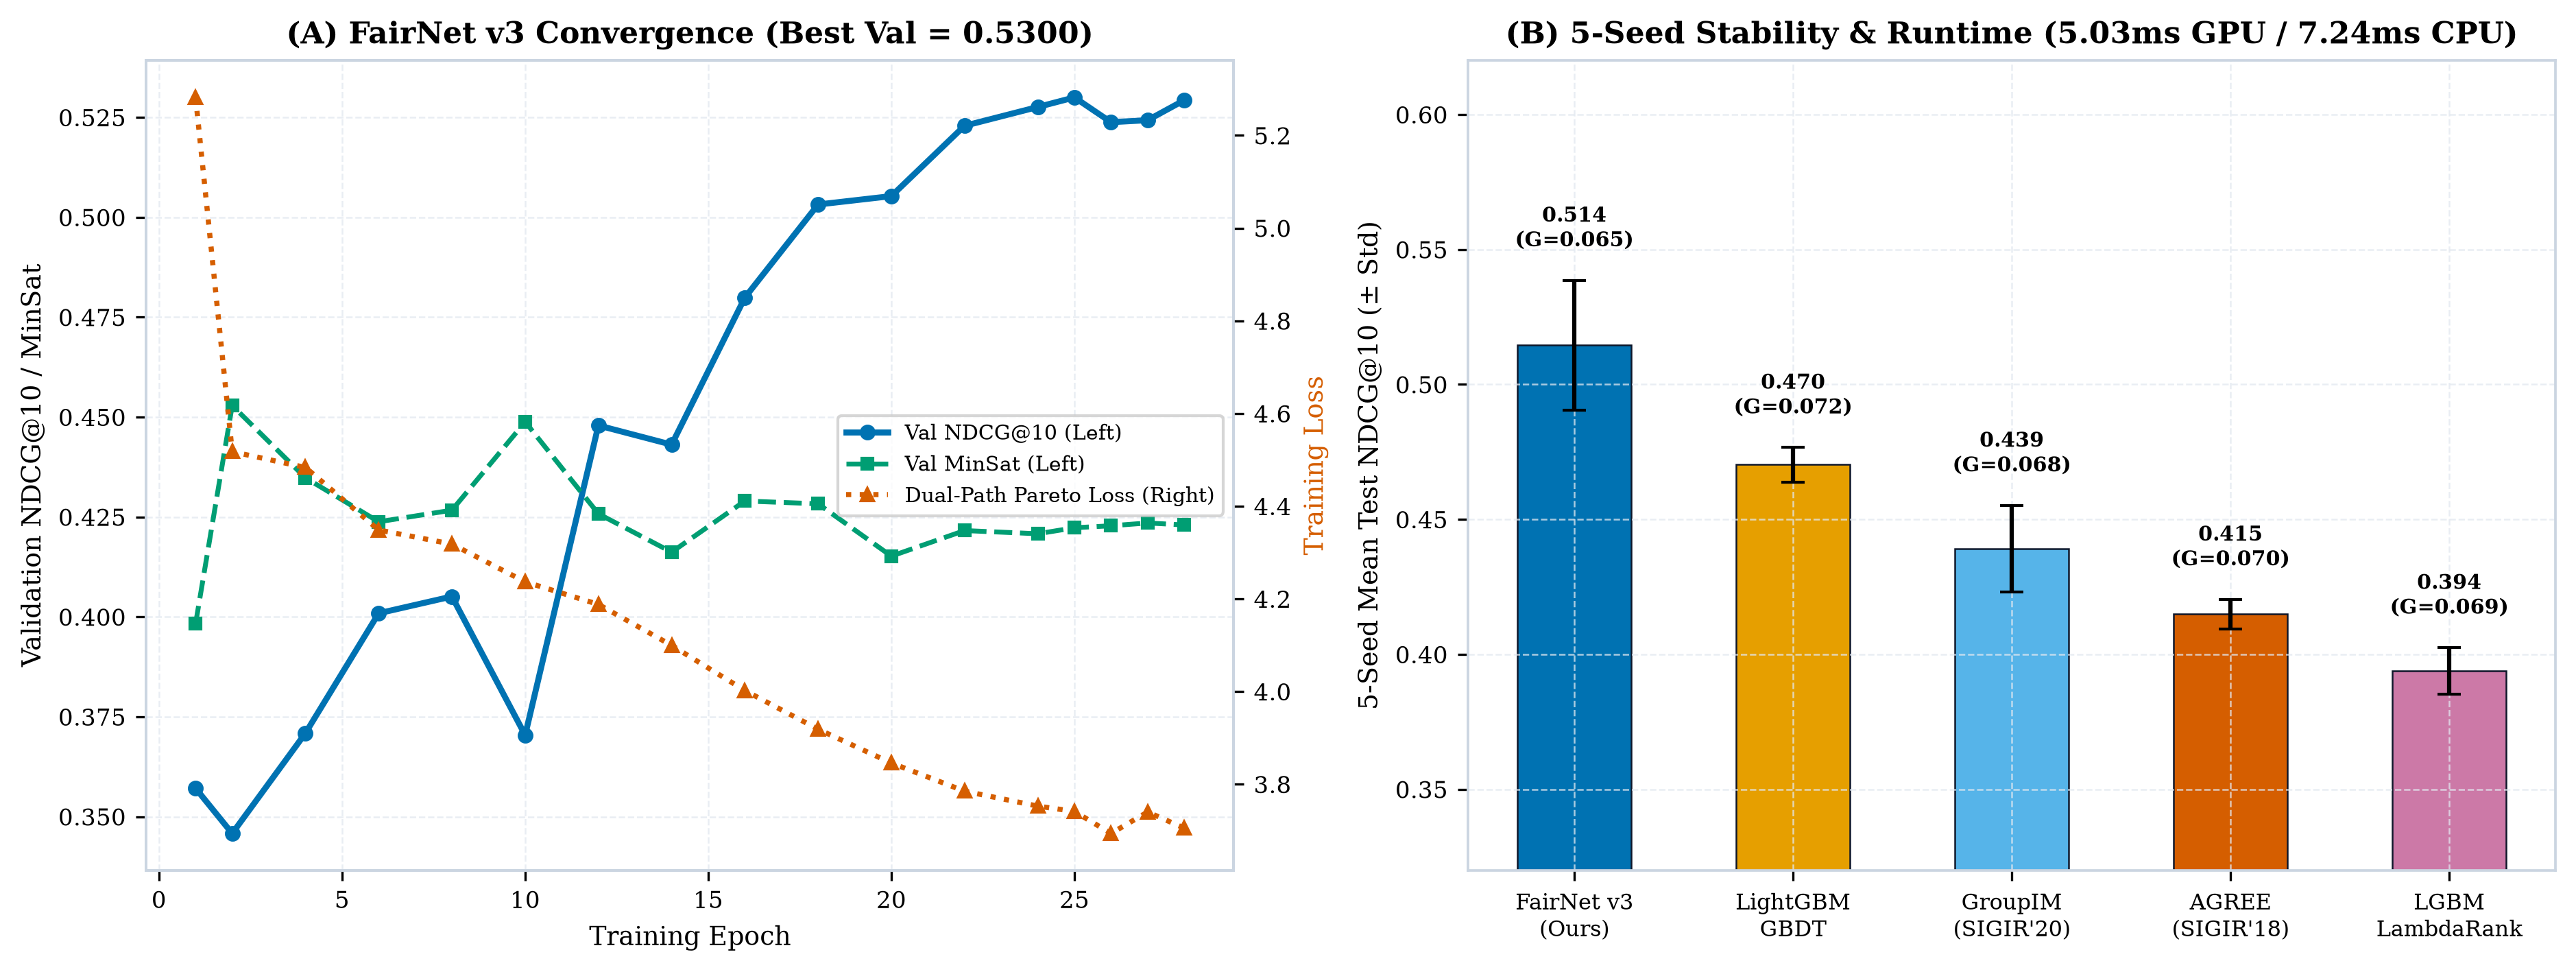 (A) FairNet v3 Convergence (Best Val = 0.5300)
Validation NDCG@10 / MinSat
0.525
0.500
0.475
0.450
0.425
0.400
0.375
0.350
0
5
10
15
20
25
Training Epoch
5.2
5.0
4.8
4.6
4.4
4.2
4.0
3.8
Training Loss
Val NDCG@10 (Left)
Val MinSat (Left)
Dual-Path Pareto Loss (Right)
(B) 5-Seed Stability & Runtime (5.03ms GPU / 7.24ms CPU)
5-Seed Mean Test NDCG@10 (± Std)
0.60
0.55
0.50
0.45
0.40
0.35
0.514
(G=0.065)
0.470
(G=0.072)
0.439
(G=0.068)
0.415
(G=0.070)
0.394
(G=0.069)
FairNet v3
(Ours)
LightGBM
GBDT
GroupIM
(SIGIR'20)
AGREE
(SIGIR'18)
LGBM
LambdaRank